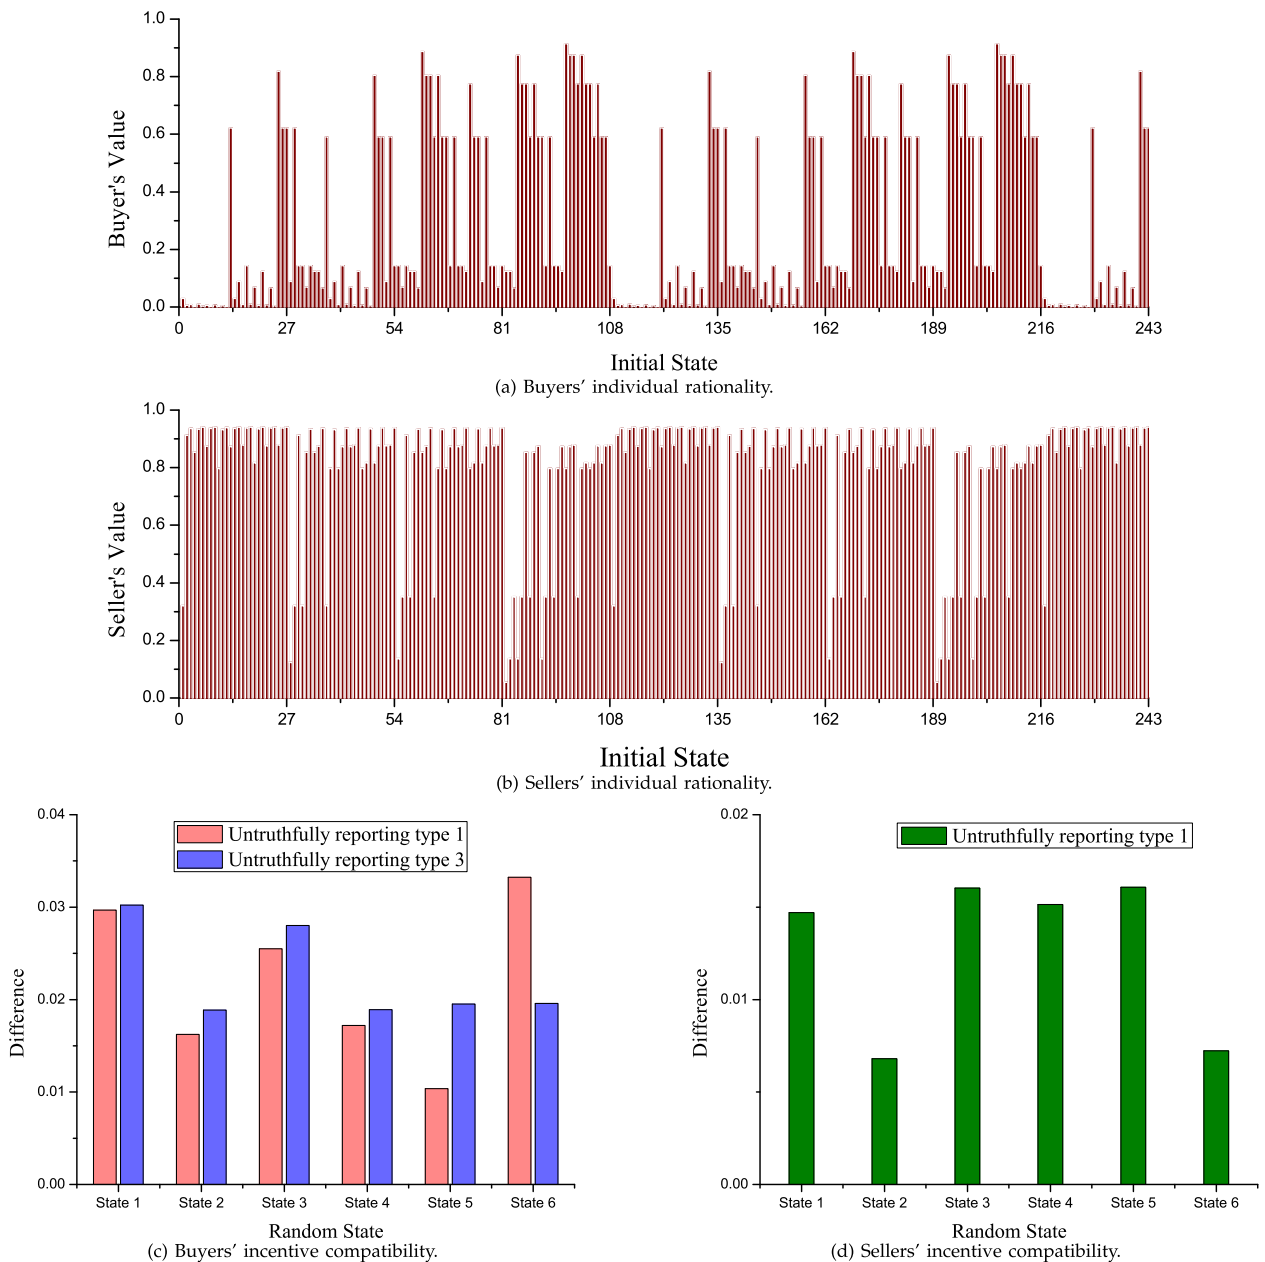 1.0
0.8
0.6
0.4
0.2
0.0
Buyer's Value
0 27 54 81 108 135 162 189 216 243
Initial State
(a) Buyers’ individual rationality.
1.0
0.8
0.6
0.4
0.2
0.0
Seller's Value
0 27 54 81 108 135 162 189 216 243
Initial State
(b) Sellers’ individual rationality.
0.04
0.03
0.02
0.01
0.00
Difference
Untruthfully reporting type 1
Untruthfully reporting type 3
State 1 State 2 State 3 State 4 State 5 State 6
Random State
(c) Buyers’ incentive compatibility.
0.02
0.01
0.00
Difference
Untruthfully reporting type 1
State 1 State 2 State 3 State 4 State 5 State 6
Random State
(d) Sellers’ incentive compatibility.